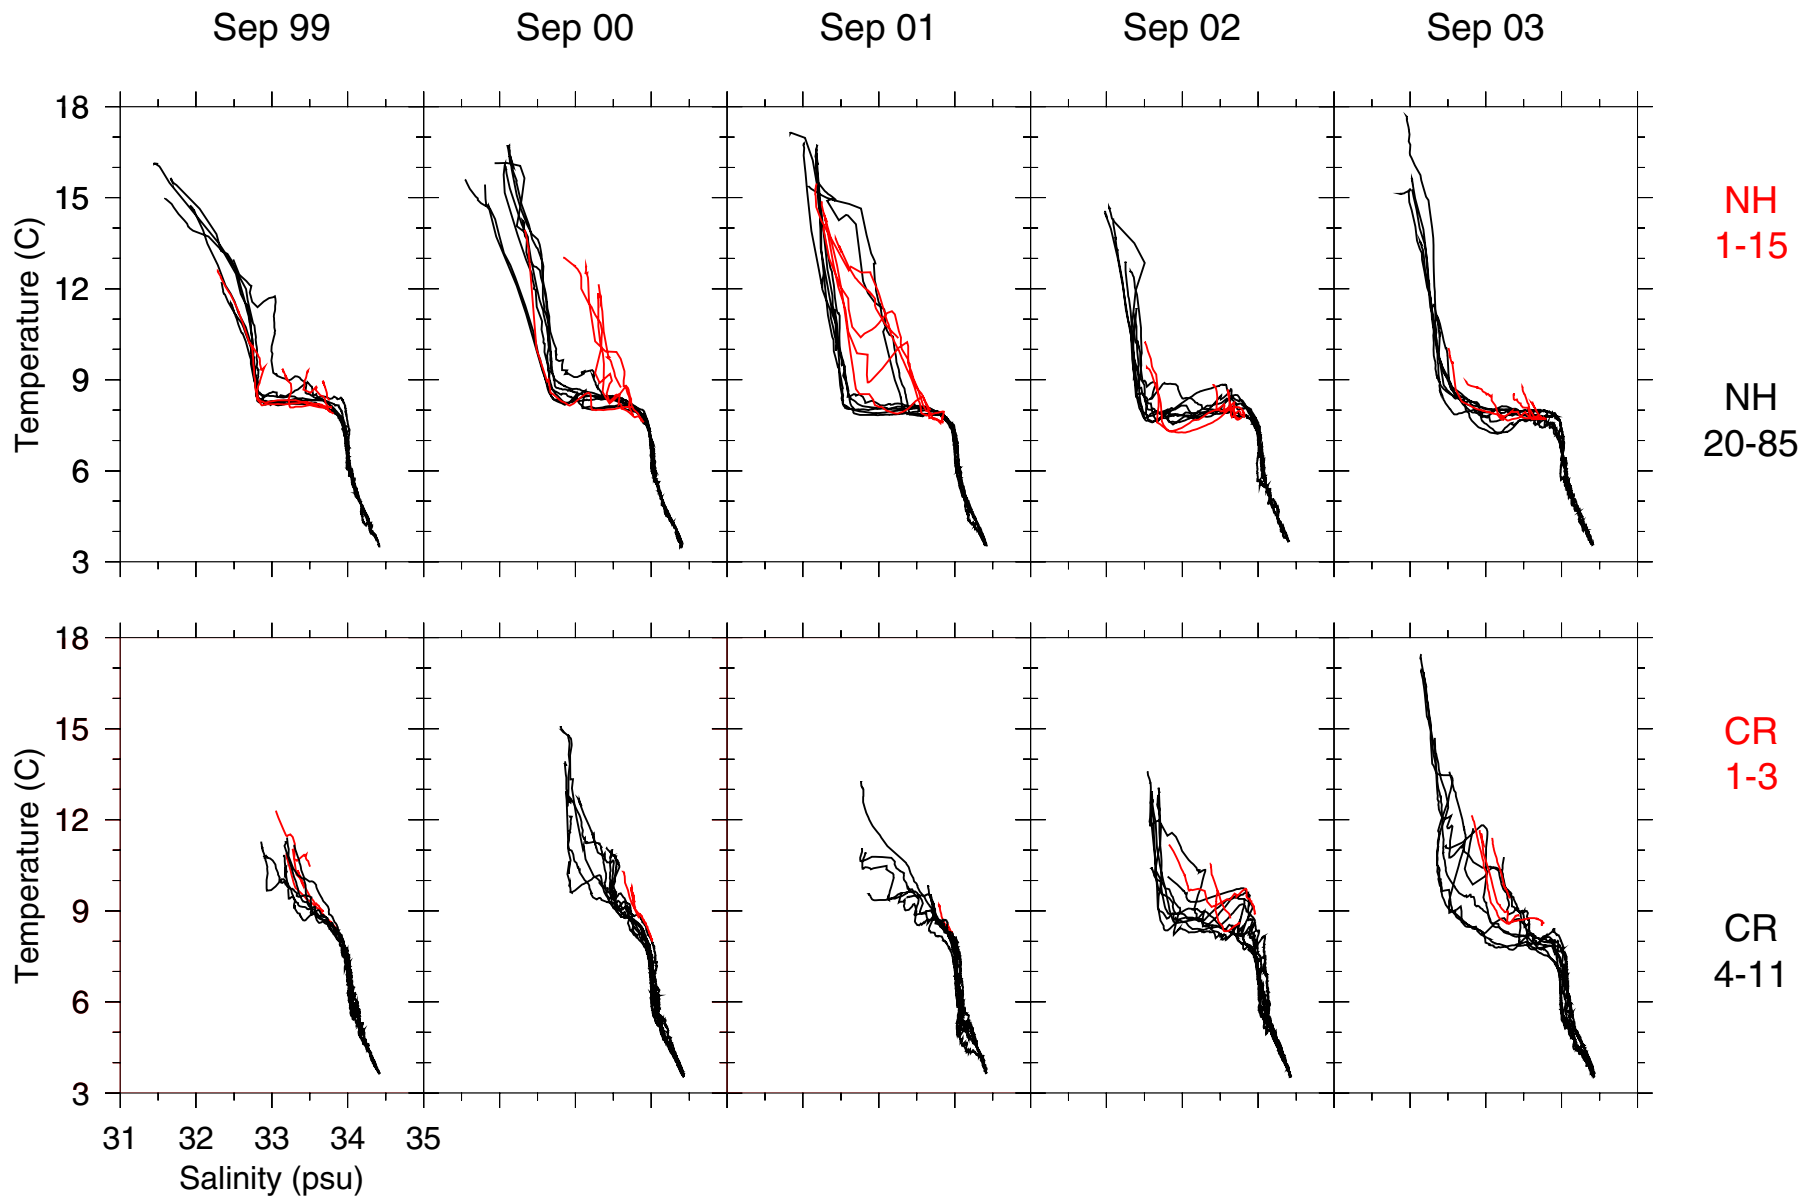 Sep 99 Sep 00 Sep 01 Sep 02 Sep 03
18
15
12
9
6
3
Temperature (C)
NH
1-15
NH
20-85
18
15
12
9
6
3
Temperature (C)
CR
1-3
CR
4-11
31 32 33 34 35
Salinity (psu)